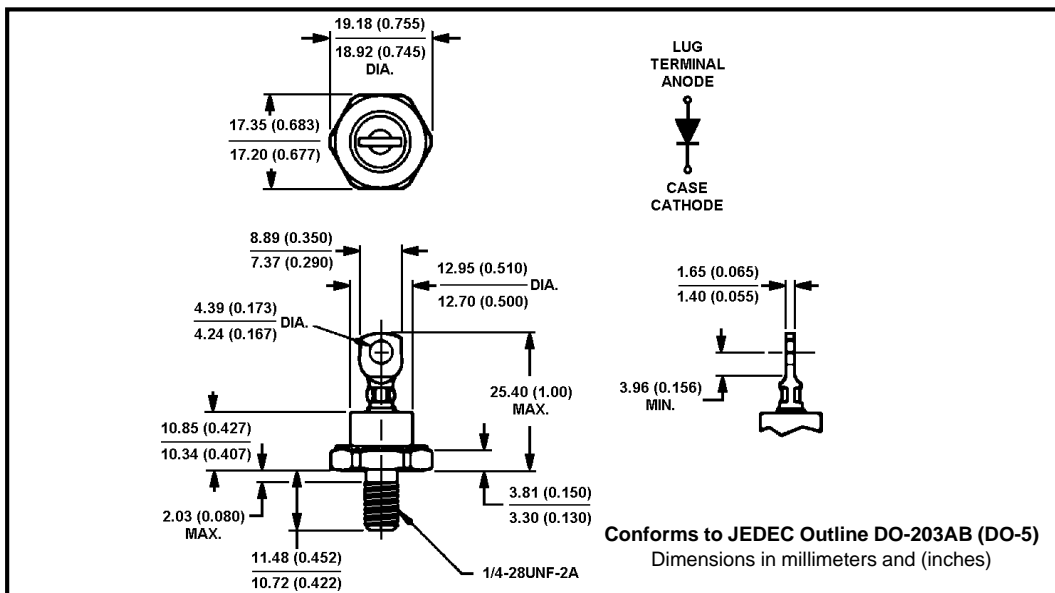 19.18 (0.755)
18.92 (0.745)
DIA.
LUG
TERMINAL
ANODE
17.35 (0.683)
17.20 (0.677)
CASE
CATHODE
8.89 (0.350)
7.37 (0.290)
12.95 (0.510)
12.70 (0.500)
DIA.
1.65 (0.065)
1.40 (0.055)
4.39 (0.173)
4.24 (0.167)
DIA.
25.40 (1.00)
MAX.
3.96 (0.156)
MIN.
10.85 (0.427)
10.34 (0.407)
3.81 (0.150)
3.30 (0.130)
2.03 (0.080)
MAX.
11.48 (0.452)
10.72 (0.422)
1/4-28UNF-2A
Conforms to JEDEC Outline DO-203AB (DO-5)
Dimensions in millimeters and (inches)